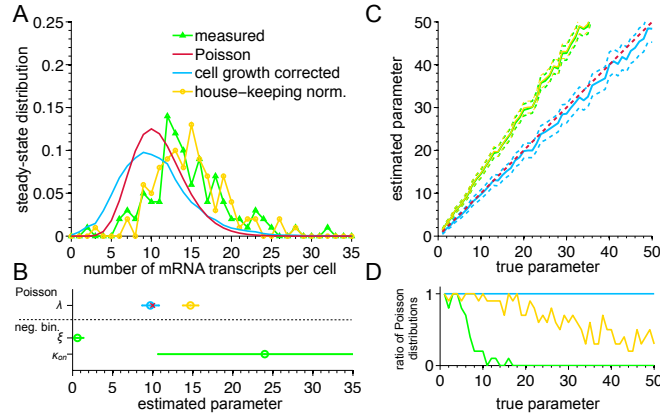 A
measured
Poisson
cell growth corrected
house-keeping norm.
steady-state distribution
0.25
0.2
0.15
0.1
0.05
0
0 5 10 15 20 25 30 35
number of mRNA transcripts per cell
B
Poisson
λ
neg. bin.
ξ
κon
0 5 10 15 20 25 30 35
estimated parameter
C
estimated parameter
50
40
30
20
10
0
0 10 20 30 40 50
true parameter
D
ratio of Poisson
distributions
1
0
0 10 20 30 40 50
true parameter